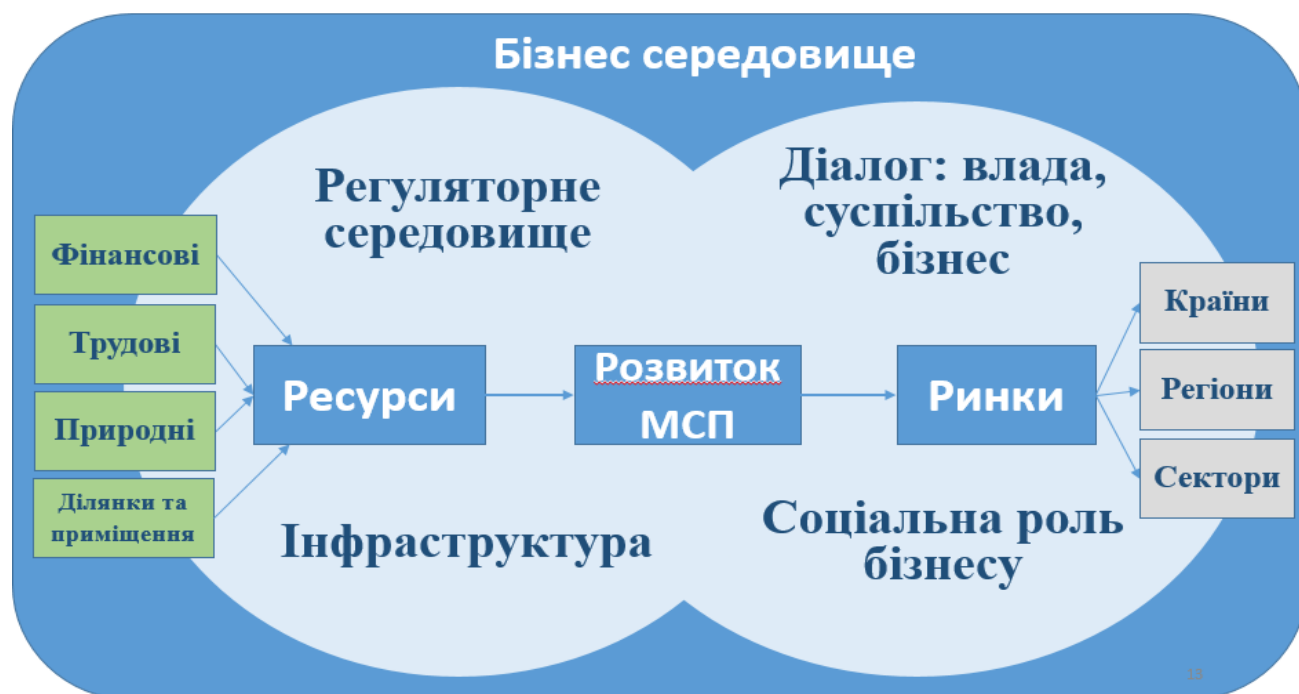 Бізнес середовище
Регуляторне
середовище
Діалог: влада,
суспільство,
бізнес
Фінансові
Трудові
Природні
Ділянки та
приміщення
Ресурси
Розвиток
МСП
Ринки
Країни
Регіони
Сектори
Інфраструктура
Соціальна роль
бізнесу
13